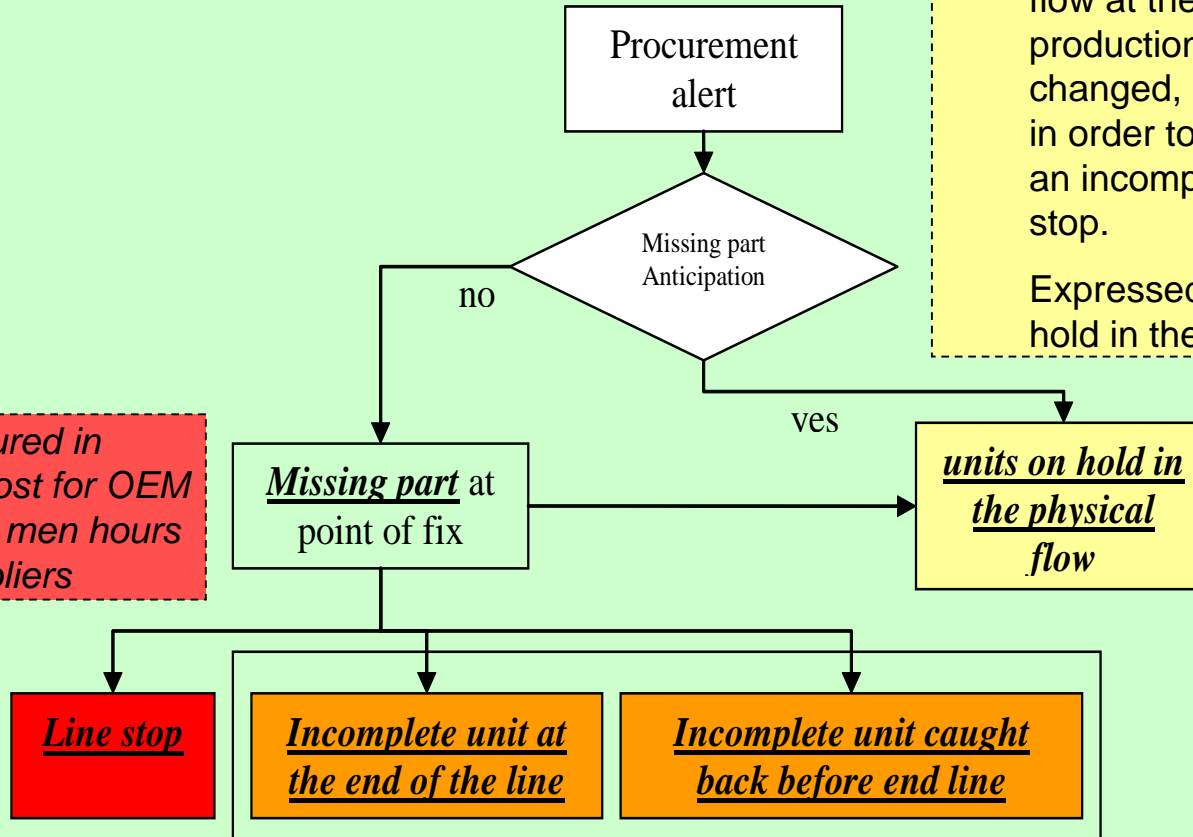 Procurement
alert
flow at the
production
changed,
in order to
an incomp
stop.
Expressed
hold in the
Missing part
Anticipation
no
yes
ured in
ost for OEM
men hours
pliers
Missing part at
point of fix
units on hold in
the physical
flow
Line stop
Incomplete unit at
the end of the line
Incomplete unit caught
back before end line